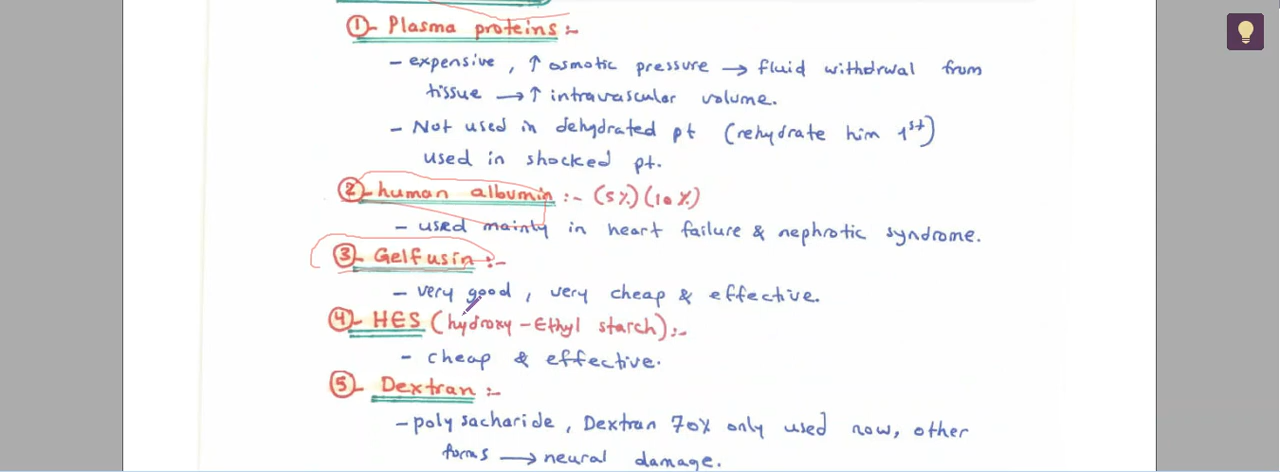 ①- Plasma proteins :-
- expensive, ↑ osmotic pressure → fluid withdrwal from
tissue → ↑ intravascular volume.
- Not used in dehydrated pt (rehydrate him 1st)
used in shocked pt.
②- human albumin :- (5%) (10%)
- used mainly in heart failure & nephrotic syndrome.
③- Gelfusin :-
- very good, very cheap & effective.
④- HES (hydroxy-Ethyl starch) :-
- cheap & effective.
⑤- Dextran :-
- poly sacharide, Dextran 70% only used now, other
forms → neural damage.